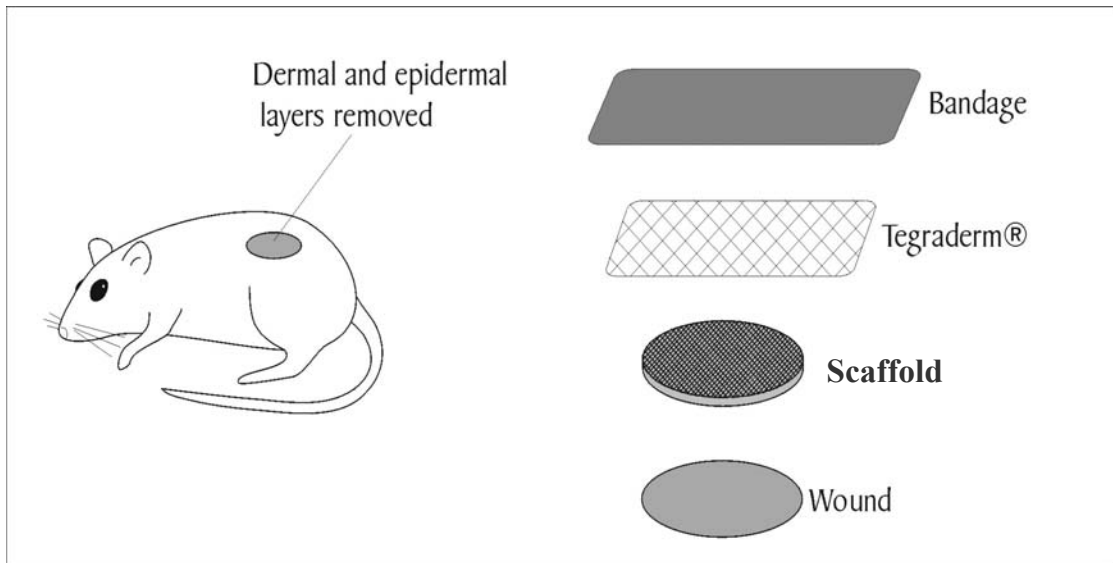 Dermal and epidermal
layers removed
Bandage
Tegraderm®
Scaffold
Wound